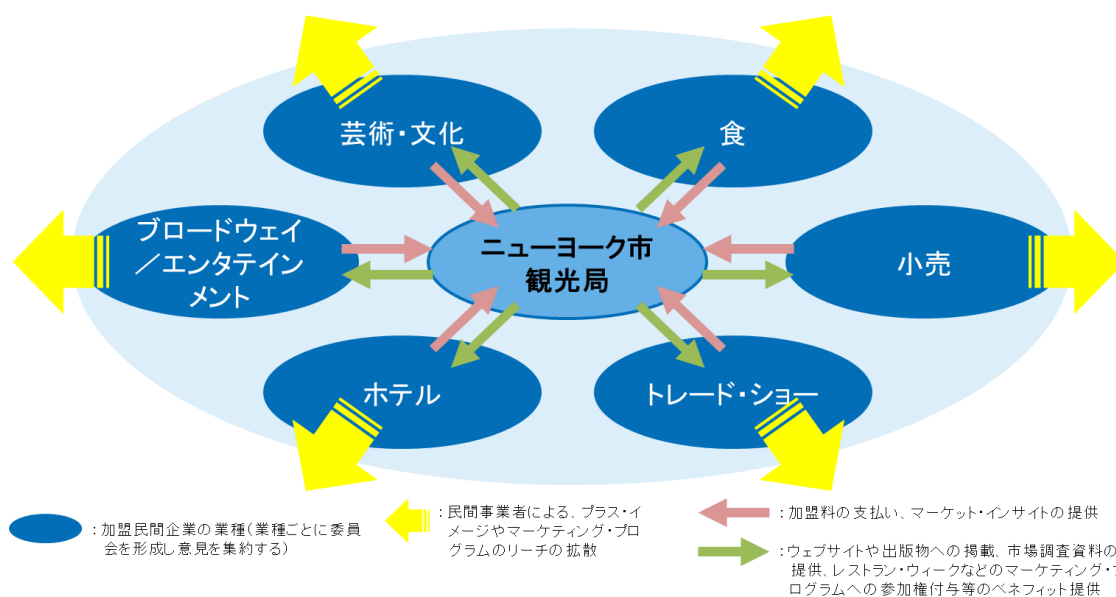 芸術・文化
食
ブロードウェイ
／エンタテイン
メント
ニューヨーク市
観光局
小売
ホテル
トレード・ショー
：加盟民間企業の業種（業種ごとに委員
会を形成し意見を集約する）
：民間事業者による、プラス・イ
メージやマーケティング・プロ
グラムのリーチの拡散
：加盟料の支払い、マーケット・インサイトの提供
：ウェブサイトや出版物への掲載、市場調査資料の
提供、レストラン・ウィークなどのマーケティング・
ログラムへの参加権付与等のベネフィット提供